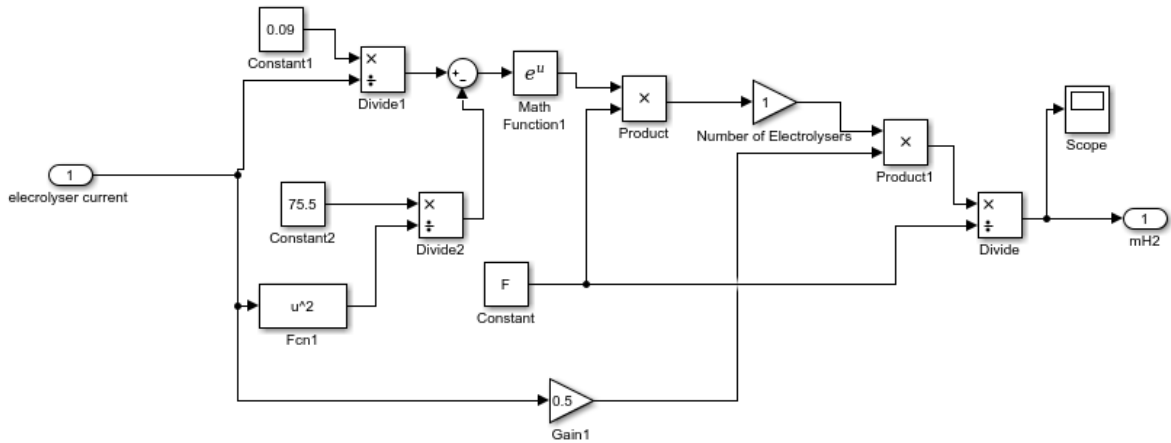 0.09
Constant1
×
÷
Divide1
+
−
e^u
Math
Function1
×
Product
1
Number of Electrolysers
×
Product1
Scope
1
elecrolyser current
75.5
Constant2
×
÷
Divide2
×
÷
Divide
1
mH2
F
Constant
u^2
Fcn1
0.5
Gain1